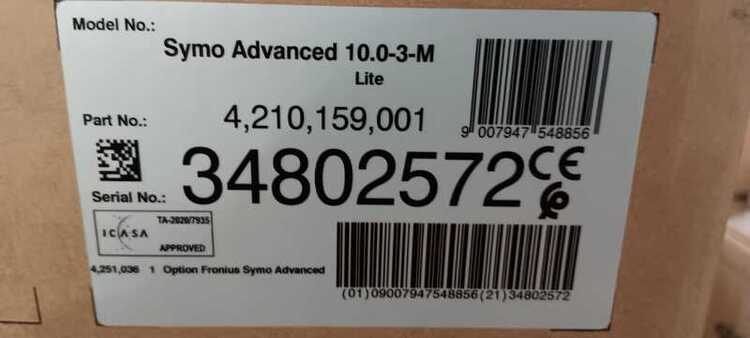 Model No.:
Symo Advanced 10.0-3-M
Lite
Part No.:
4,210,159,001
9 007947 548856
34802572
CE
Serial No.:
ICASA
TA-2020/7935
APPROVED
4,251,036 1 Option Fronius Symo Advanced
(01)09007947548856(21)34802572